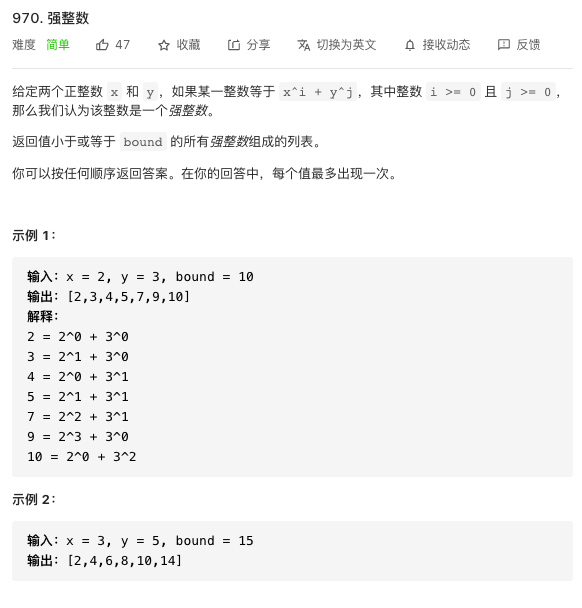 970. 强整数
难度 简单 47 收藏 分享 切换为英文 接收动态 反馈
给定两个正整数 x 和 y，如果某一整数等于 x^i + y^j，其中整数 i >= 0 且 j >= 0，
那么我们认为该整数是一个强整数。
返回值小于或等于 bound 的所有强整数组成的列表。
你可以按任何顺序返回答案。在你的回答中，每个值最多出现一次。
示例 1：
输入：x = 2, y = 3, bound = 10
输出：[2,3,4,5,7,9,10]
解释：
2 = 2^0 + 3^0
3 = 2^1 + 3^0
4 = 2^0 + 3^1
5 = 2^1 + 3^1
7 = 2^2 + 3^1
9 = 2^3 + 3^0
10 = 2^0 + 3^2
示例 2：
输入：x = 3, y = 5, bound = 15
输出：[2,4,6,8,10,14]